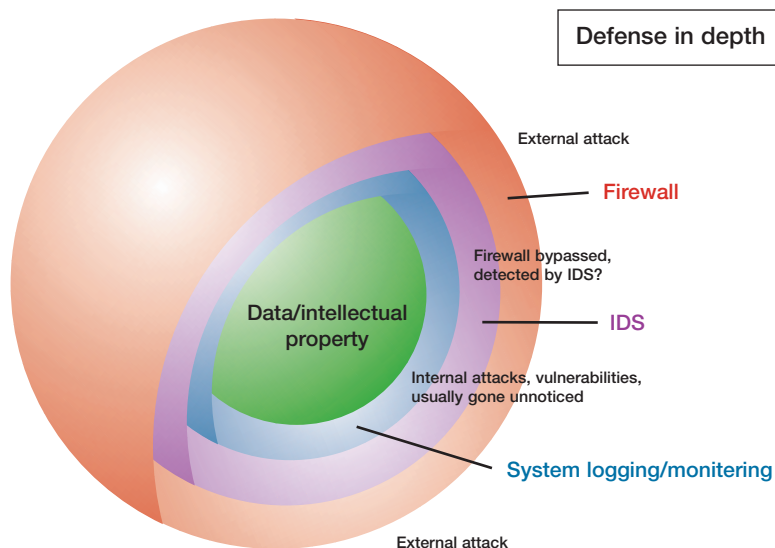 Defense in depth
External attack
Firewall
Firewall bypassed,
detected by IDS?
Data/intellectual
property
IDS
Internal attacks, vulnerabilities,
usually gone unnoticed
System logging/monitering
External attack